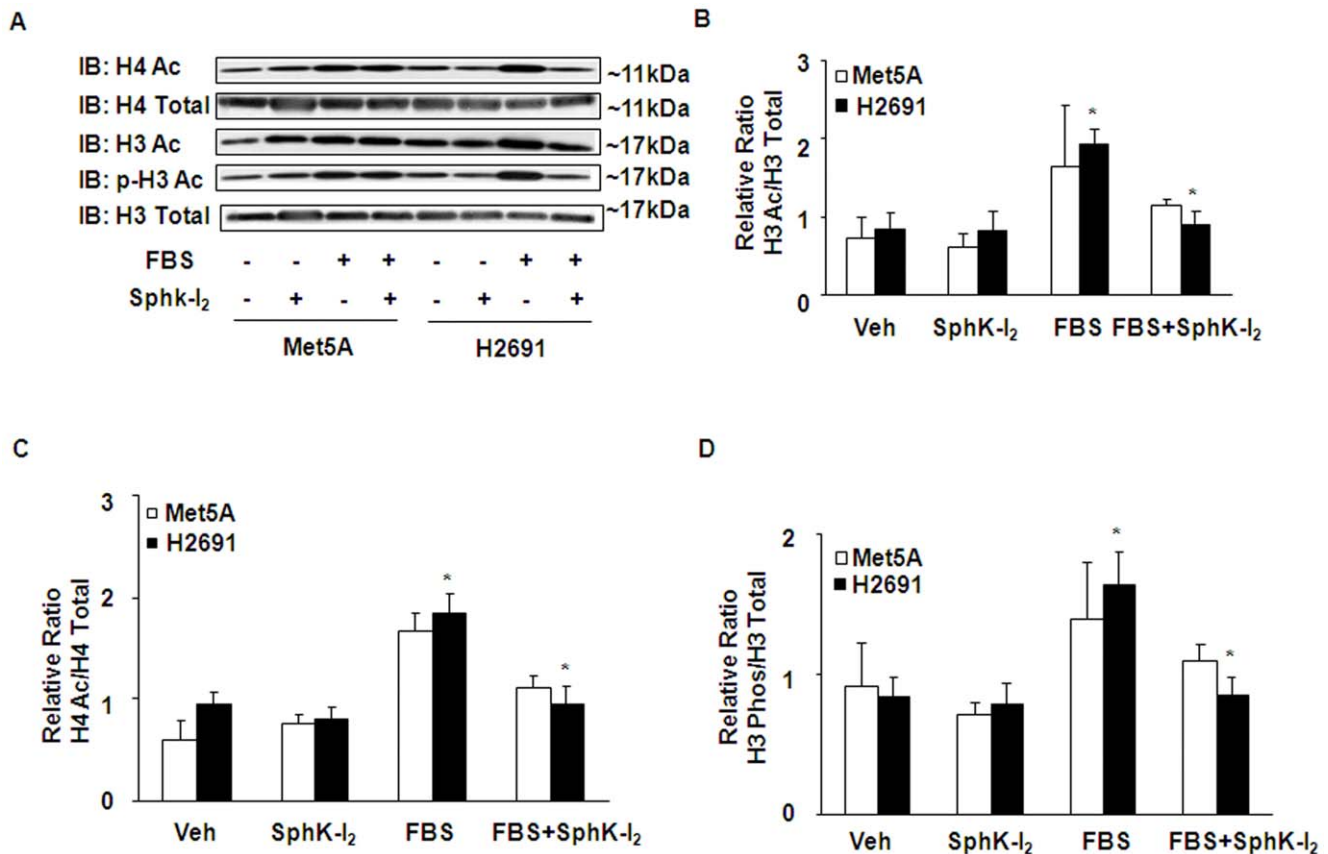 A
IB: H4 Ac ~11kDa
IB: H4 Total ~11kDa
IB: H3 Ac ~17kDa
IB: p-H3 Ac ~17kDa
IB: H3 Total ~17kDa
FBS - - + + - - + +
Sphk-I₂ - + - + - + - +
Met5A H2691
B
Relative Ratio
H3 Ac/H3 Total
3
2
1
0
Met5A
H2691
* *
Veh SphK-I₂ FBS FBS+SphK-I₂
C
Relative Ratio
H4 Ac/H4 Total
3
2
1
0
Met5A
H2691
* *
Veh SphK-I₂ FBS FBS+SphK-I₂
D
Relative Ratio
H3 Phos/H3 Total
2
1
0
Met5A
H2691
* *
Veh SphK-I₂ FBS FBS+SphK-I₂